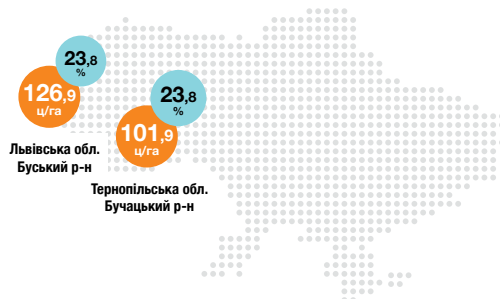 23,8
%
126,9
ц/га
Львівська обл.
Буський р-н
23,8
%
101,9
ц/га
Тернопільська обл.
Бучацький р-н